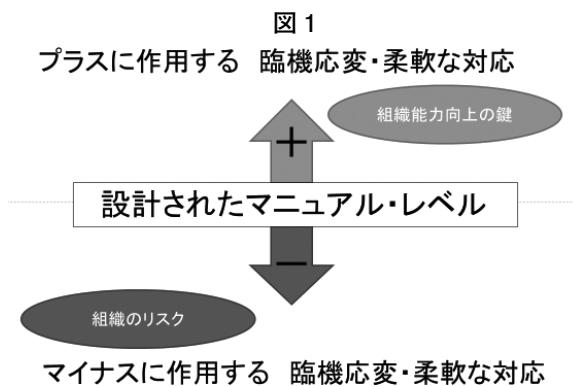 図1
プラスに作用する 臨機応変・柔軟な対応
組織能力向上の鍵
＋
設計されたマニュアル・レベル
－
組織のリスク
マイナスに作用する 臨機応変・柔軟な対応